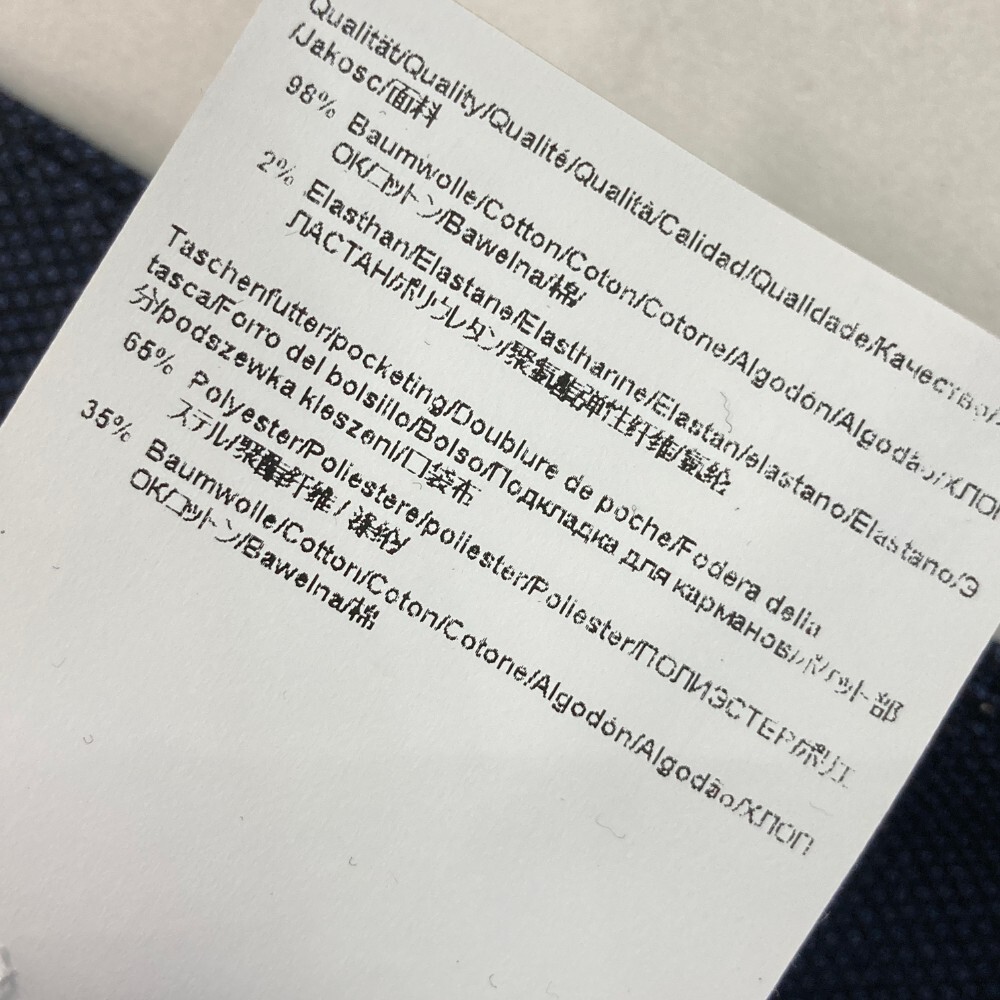 Qualität/Quality/Qualité/Qualità/Calidad/Qualidade/Качество/
/Jakosc/面料
98% Baumwolle/Cotton/Coton/Cotone/Algodón/Algodão/ХЛОП
OK/コットン/Bawelna/棉/
2% Elasthan/Elastane/Elasthanne/Elastan/elastano/Elastano/Э
ЛАСТАН/ポリウレタン/聚氨酯弹性纤维/氨纶
Taschenfutter/pocketing/Doublure de poche/Fodera della
tasca/Forro del bolsillo/Bolso/Подкладка для карманов/ポケット部
分/podszewka kieszeni/口袋布
65% Polyester/Poliestere/poliester/Poliester/ПОЛИЭСТЕР/ポリエ
ステル/聚酯纤维 / 涤纶/
35% Baumwolle/Cotton/Coton/Cotone/Algodón/Algodão/ХЛОП
OK/コットン/Bawelna/棉